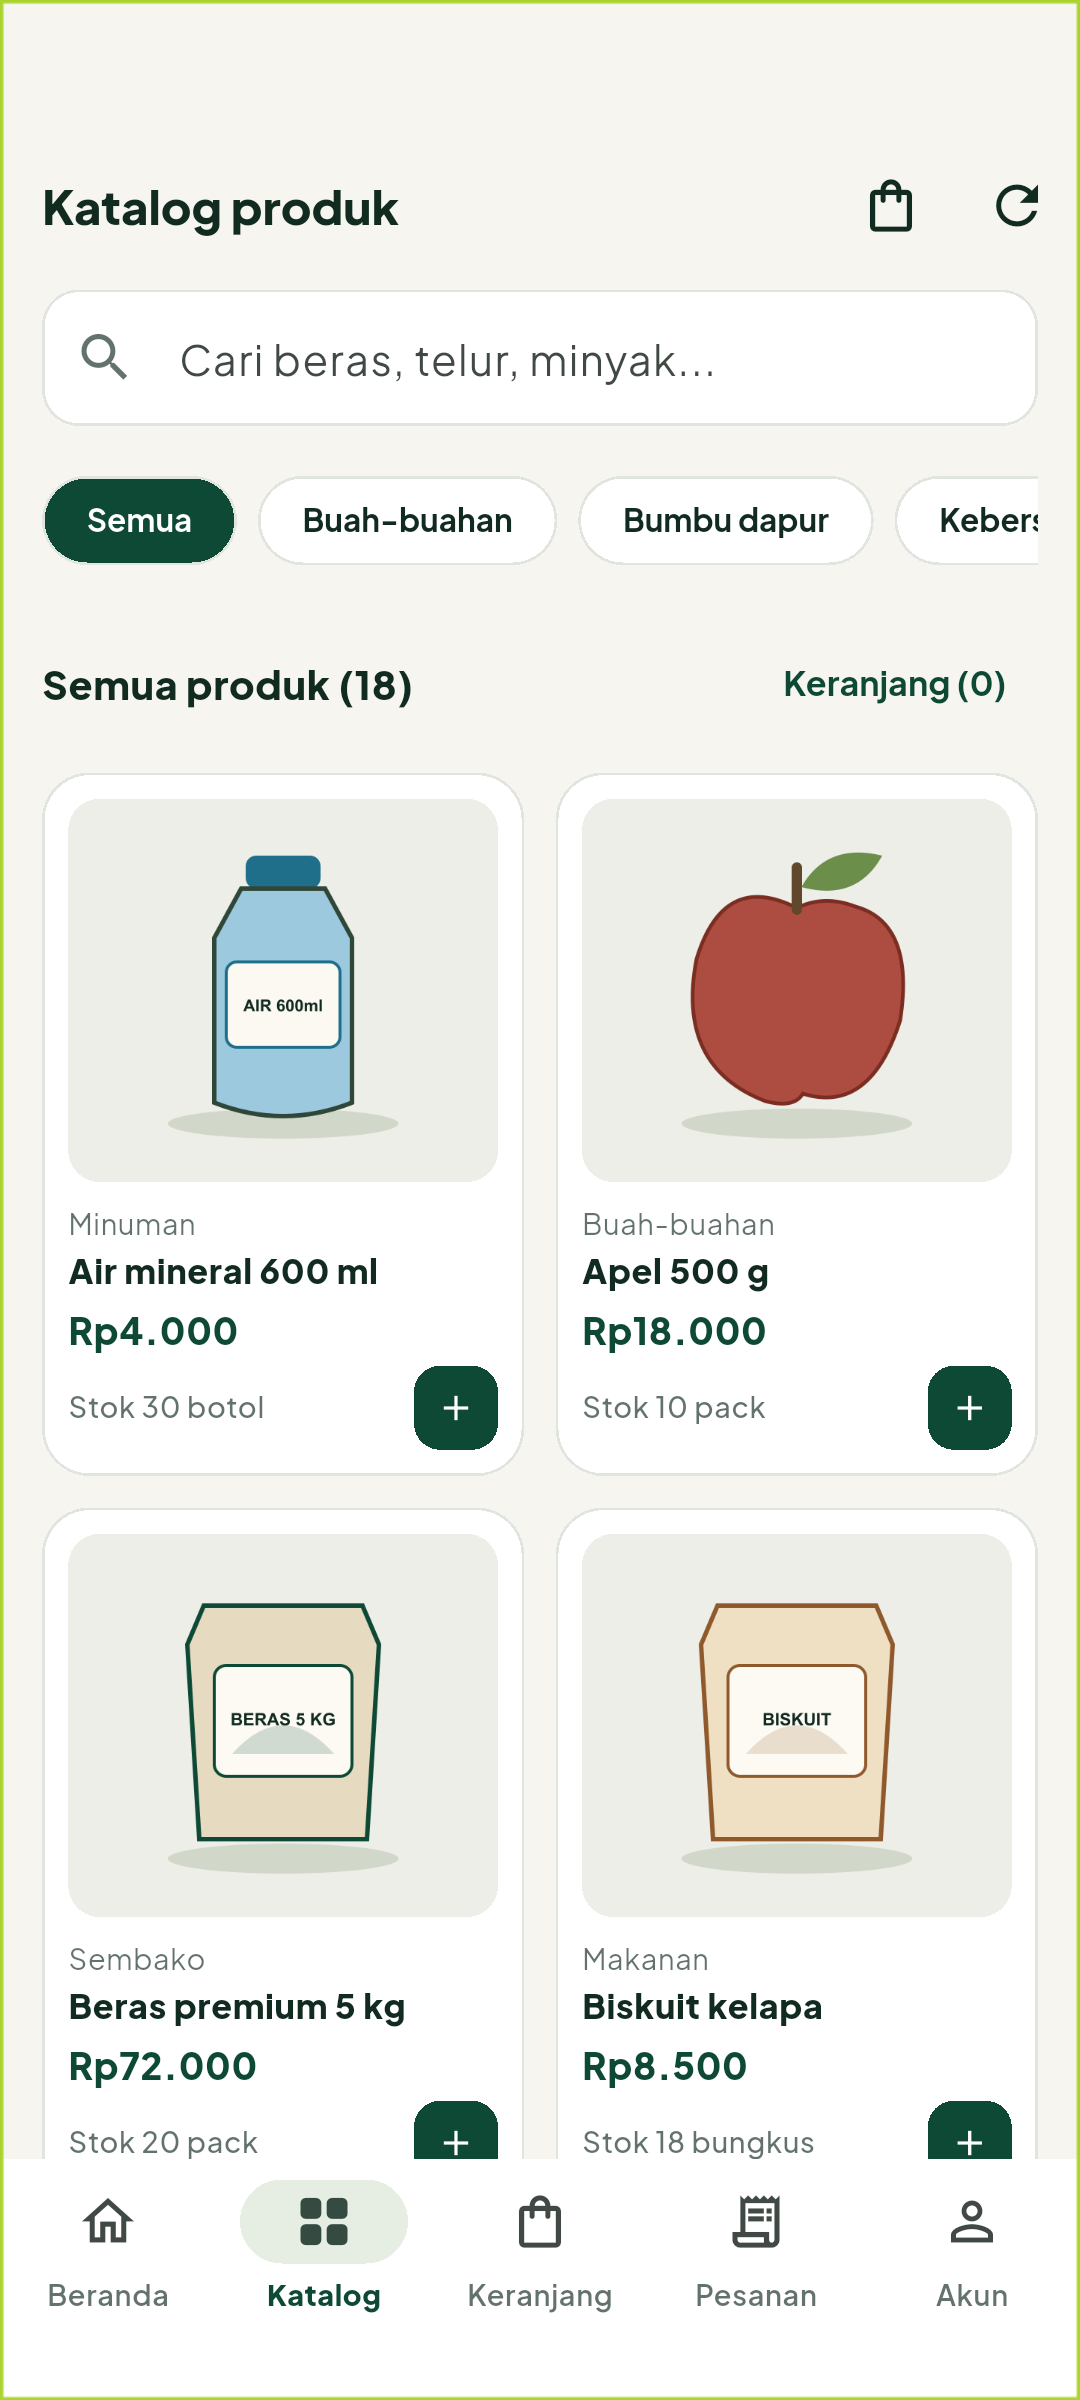 Katalog produk
Cari beras, telur, minyak...
Semua
Buah-buahan
Bumbu dapur
Kebers
Semua produk (18)
Keranjang (0)
AIR 600ml
Minuman
Air mineral 600 ml
Rp4.000
Stok 30 botol
+
Buah-buahan
Apel 500 g
Rp18.000
Stok 10 pack
+
BERAS 5 KG
Sembako
Beras premium 5 kg
Rp72.000
Stok 20 pack
+
BISKUIT
Makanan
Biskuit kelapa
Rp8.500
Stok 18 bungkus
+
Beranda
Katalog
Keranjang
Pesanan
Akun